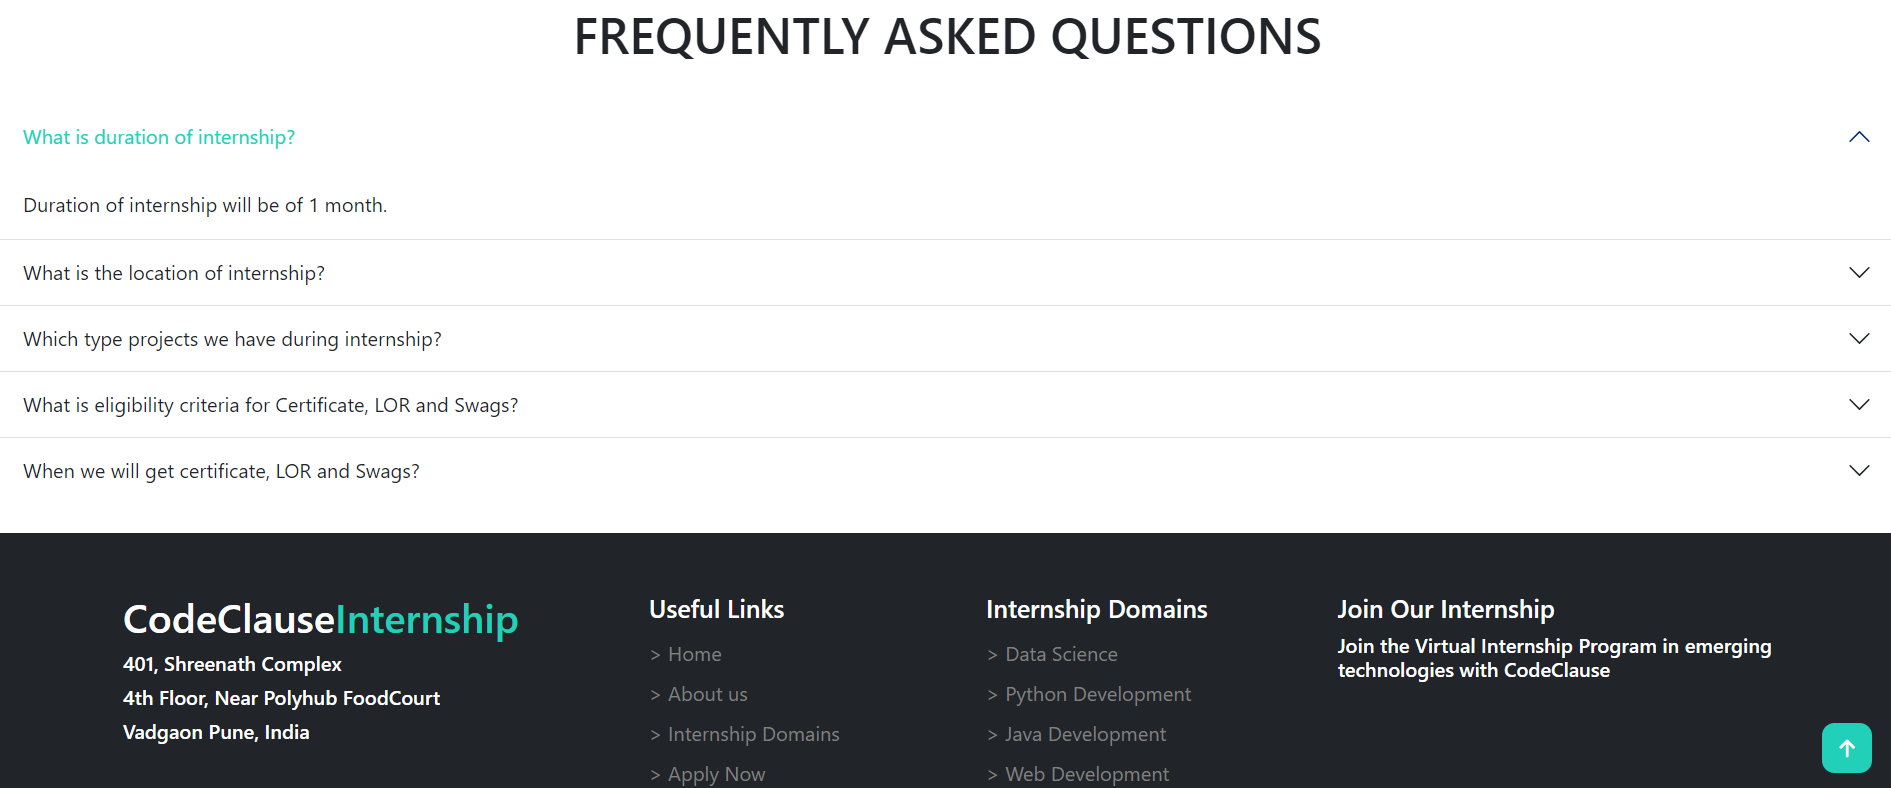 FREQUENTLY ASKED QUESTIONS
What is duration of internship?
Duration of internship will be of 1 month.
What is the location of internship?
Which type projects we have during internship?
What is eligibility criteria for Certificate, LOR and Swags?
When we will get certificate, LOR and Swags?
CodeClauseInternship
401, Shreenath Complex
4th Floor, Near Polyhub FoodCourt
Vadgaon Pune, India
Useful Links
> Home
> About us
> Internship Domains
> Apply Now
Internship Domains
> Data Science
> Python Development
> Java Development
> Web Development
Join Our Internship
Join the Virtual Internship Program in emerging
technologies with CodeClause